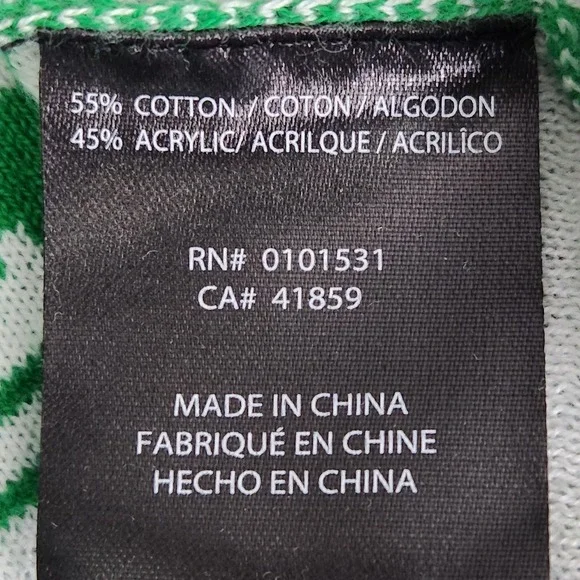 55% COTTON / COTON / ALGODON
45% ACRYLIC/ ACRILQUE / ACRILÎCO
RN# 0101531
CA# 41859
MADE IN CHINA
FABRIQUÉ EN CHINE
HECHO EN CHINA